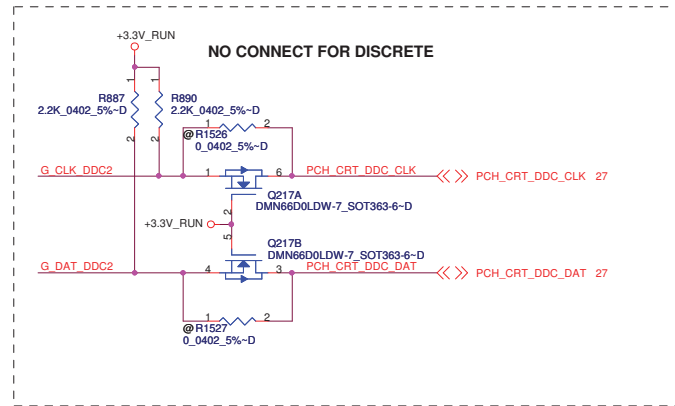 +3.3V_RUN
NO CONNECT FOR DISCRETE
1
1
R887
2.2K_0402_5%~D
R890
2.2K_0402_5%~D
2
2
1
2
@R1526
0_0402_5%~D
G_CLK_DDC2
1
6
PCH_CRT_DDC_CLK
PCH_CRT_DDC_CLK 27
Q217A
DMN66D0LDW-7_SOT363-6~D
2
+3.3V_RUN
5
Q217B
DMN66D0LDW-7_SOT363-6~D
G_DAT_DDC2
4
3
PCH_CRT_DDC_DAT
PCH_CRT_DDC_DAT 27
1
2
@R1527
0_0402_5%~D